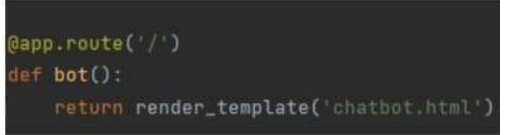 @app.route('/')
def bot():
    return render_template('chatbot.html')